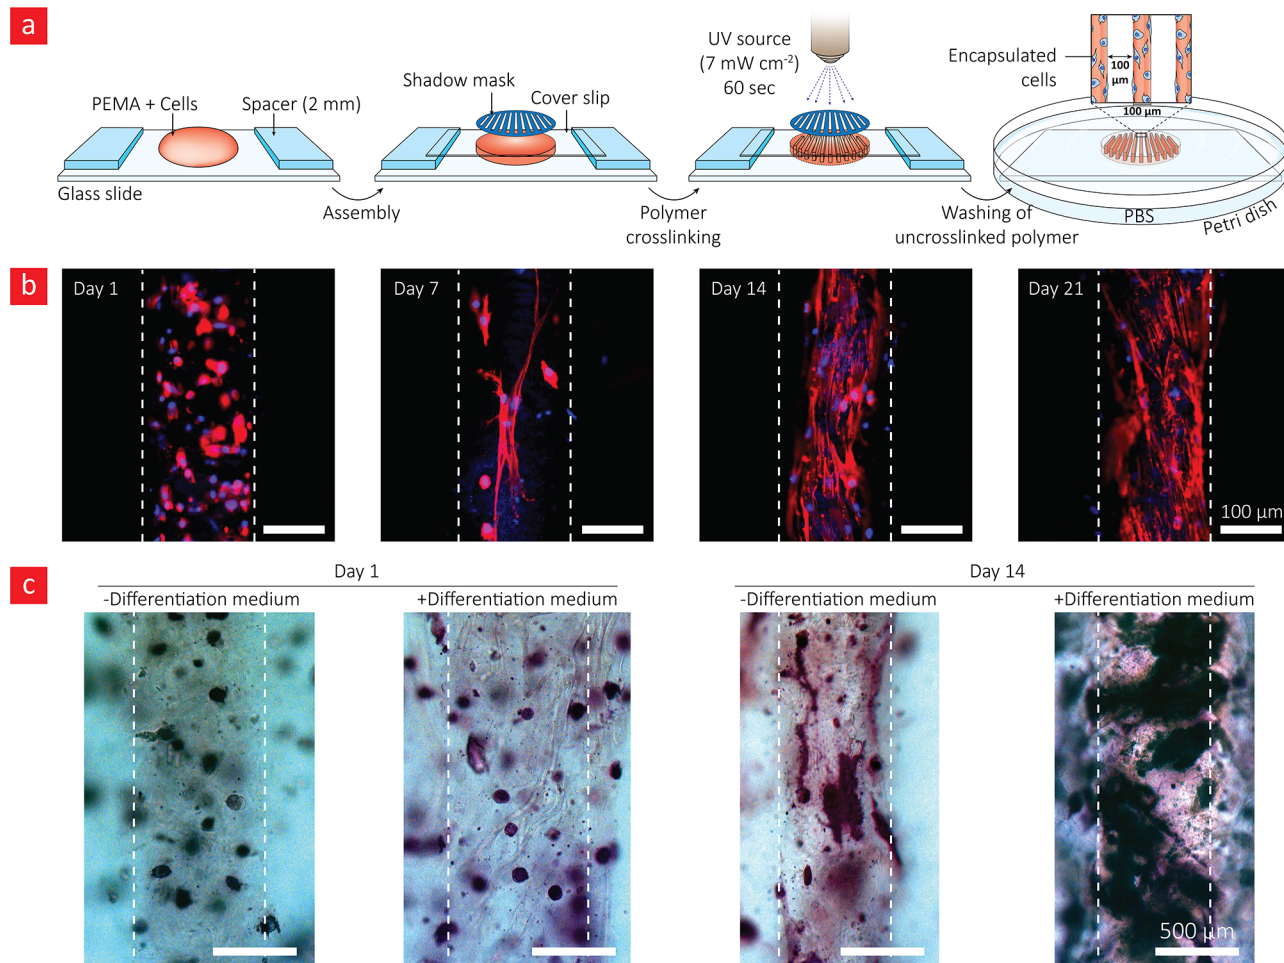 a
PEMA + Cells
Spacer (2 mm)
Glass slide
Assembly
Shadow mask
Cover slip
Polymer
crosslinking
UV source
(7 mW cm⁻²)
60 sec
Washing of
uncrosslinked polymer
Encapsulated
cells
100
µm
100 µm
PBS
Petri dish
b
Day 1
Day 7
Day 14
Day 21
100 µm
c
Day 1
-Differentiation medium
+Differentiation medium
Day 14
-Differentiation medium
+Differentiation medium
500 µm